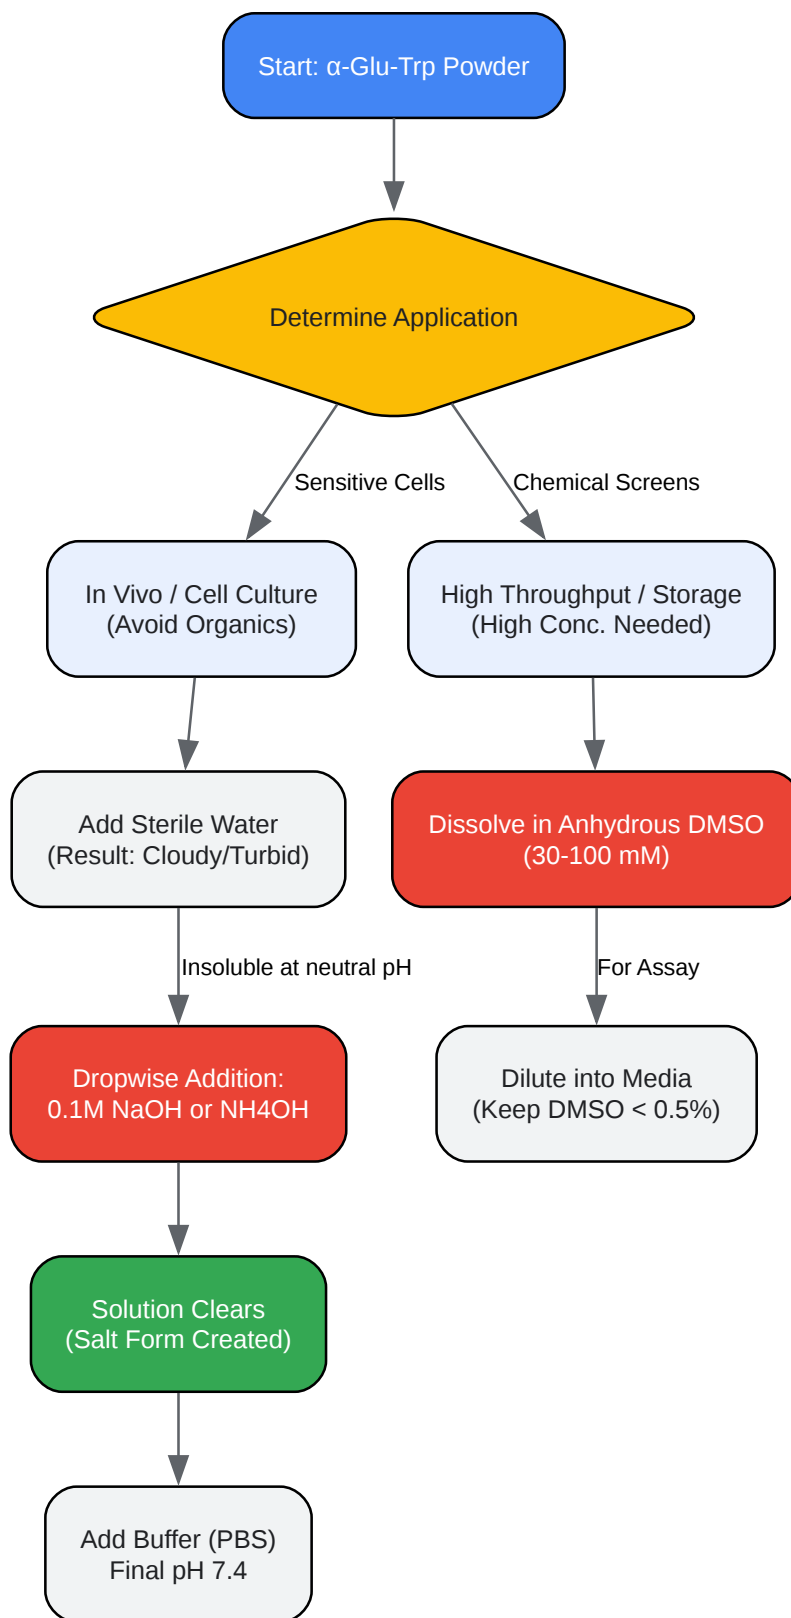 Start: α-Glu-Trp Powder
Determine Application
Sensitive Cells
Chemical Screens
In Vivo / Cell Culture
(Avoid Organics)
High Throughput / Storage
(High Conc. Needed)
Add Sterile Water
(Result: Cloudy/Turbid)
Dissolve in Anhydrous DMSO
(30-100 mM)
Insoluble at neutral pH
For Assay
Dropwise Addition:
0.1M NaOH or NH4OH
Dilute into Media
(Keep DMSO < 0.5%)
Solution Clears
(Salt Form Created)
Add Buffer (PBS)
Final pH 7.4